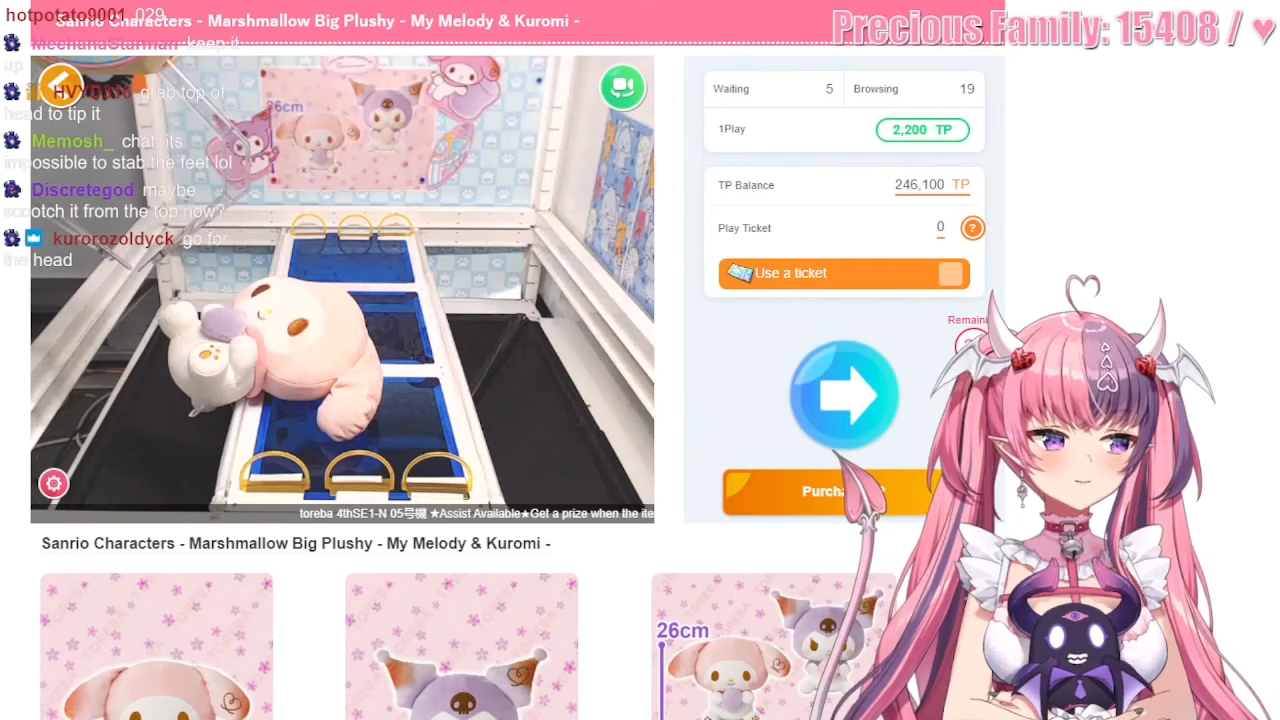 Sanrio Characters - Marshmallow Big Plushy - My Melody & Kuromi -
Precious Family: 15408 / ♥
hotpotato9001 029
MechanaStarman keep it
up
grab top of
head to tip it
Memosh_ chat, its
impossible to stab the feet lol
Discretegod maybe
scootch it from the top now?
kurorozoldyck go for
the head
26cm
toreba 4thSE1-N 05号機 ★Assist Available★Get a prize when the ite
Waiting 5 Browsing 19
1Play 2,200 TP
TP Balance 246,100 TP
Play Ticket 0 ?
Use a ticket
Remaini
Purcha
Sanrio Characters - Marshmallow Big Plushy - My Melody & Kuromi -
26cm